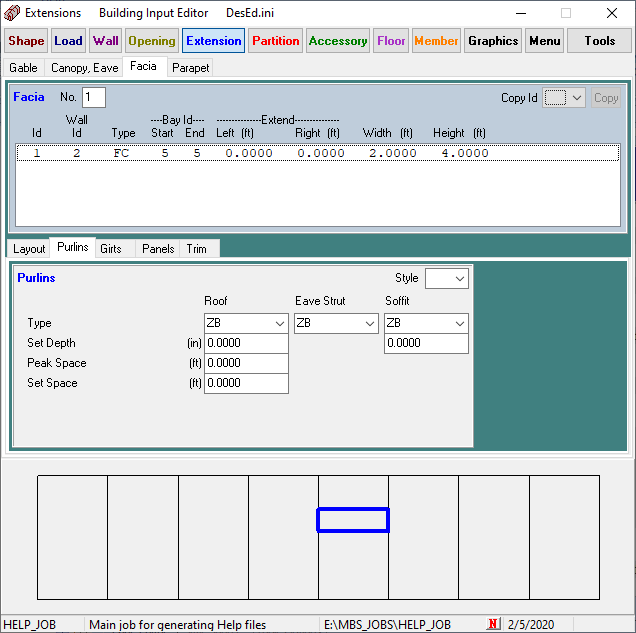 Extensions Building Input Editor DesEd.ini
Shape Load Wall Opening Extension Partition Accessory Floor Member Graphics Menu Tools
Gable Canopy, Eave Facia Parapet
Facia No. 1 Copy Id Copy
Wall ----Bay Id---- --------------Extend--------------
Id Id Type Start End Left (ft) Right (ft) Width (ft) Height (ft)
1 2 FC 5 5 0.0000 0.0000 2.0000 4.0000
Layout Purlins Girts Panels Trim
Purlins Style
Roof Eave Strut Soffit
Type ZB ZB ZB
Set Depth (in) 0.0000 0.0000
Peak Space (ft) 0.0000
Set Space (ft) 0.0000
HELP_JOB Main job for generating Help files E:\MBS_JOBS\HELP_JOB N 2/5/2020